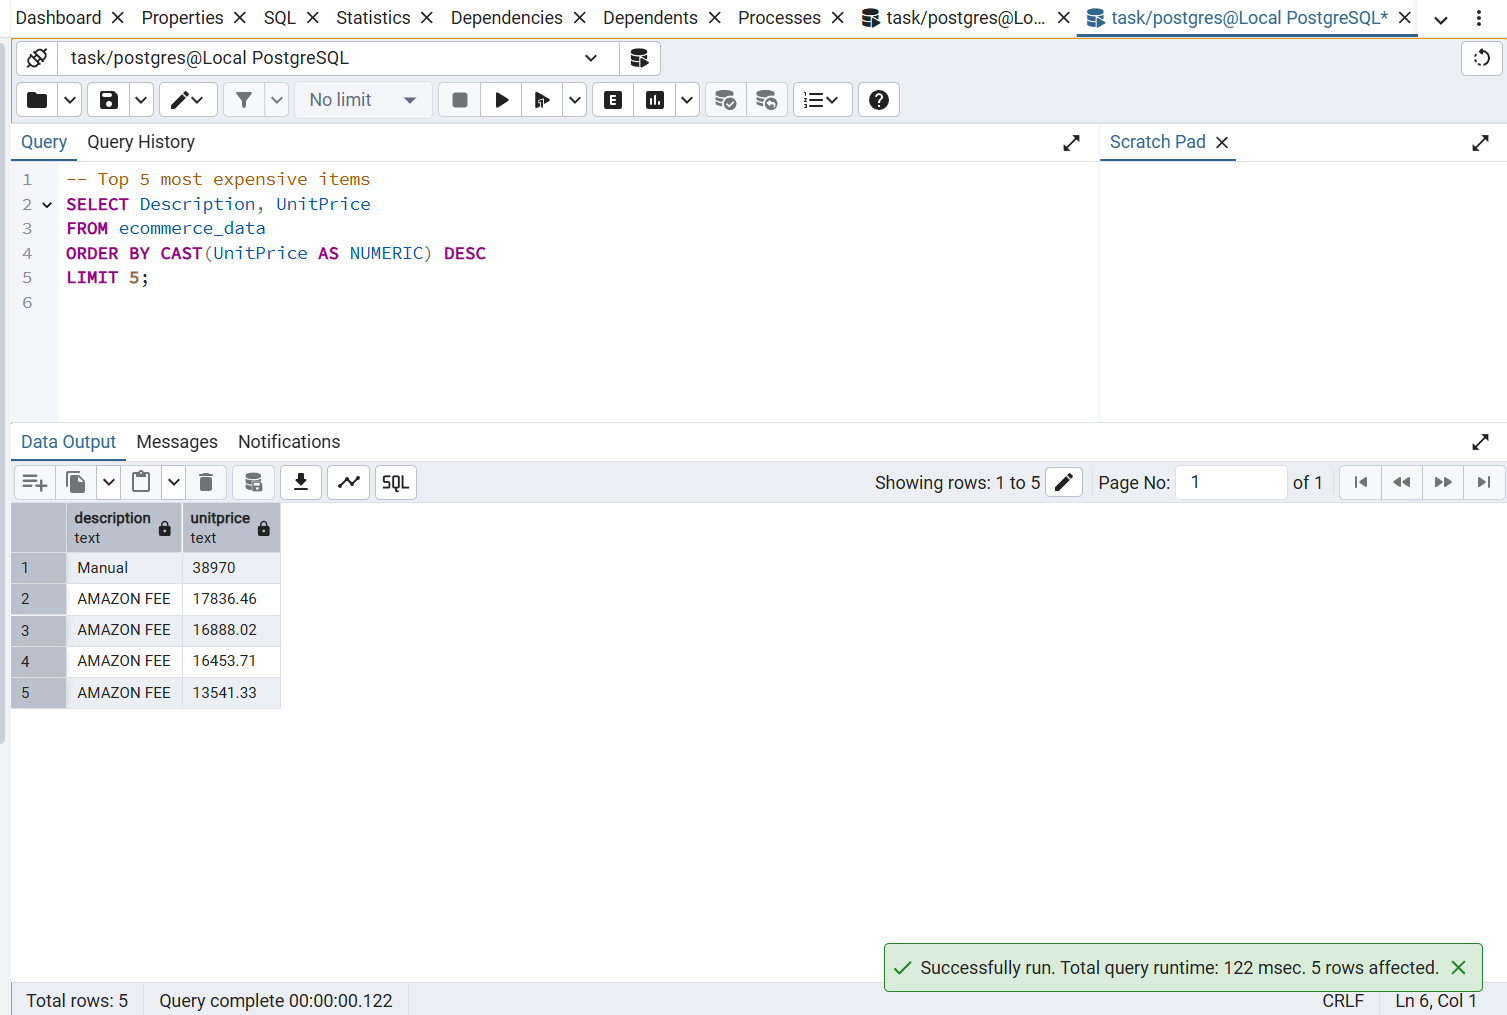 Dashboard Properties SQL Statistics Dependencies Dependents Processes task/postgres@Lo... task/postgres@Local PostgreSQL*
task/postgres@Local PostgreSQL
No limit E
Query Query History Scratch Pad
1 -- Top 5 most expensive items
2 SELECT Description, UnitPrice
3 FROM ecommerce_data
4 ORDER BY CAST(UnitPrice AS NUMERIC) DESC
5 LIMIT 5;
6
Data Output Messages Notifications
SQL Showing rows: 1 to 5 Page No: 1 of 1
description unitprice
text text
1 Manual 38970
2 AMAZON FEE 17836.46
3 AMAZON FEE 16888.02
4 AMAZON FEE 16453.71
5 AMAZON FEE 13541.33
Successfully run. Total query runtime: 122 msec. 5 rows affected.
Total rows: 5 Query complete 00:00:00.122 CRLF Ln 6, Col 1